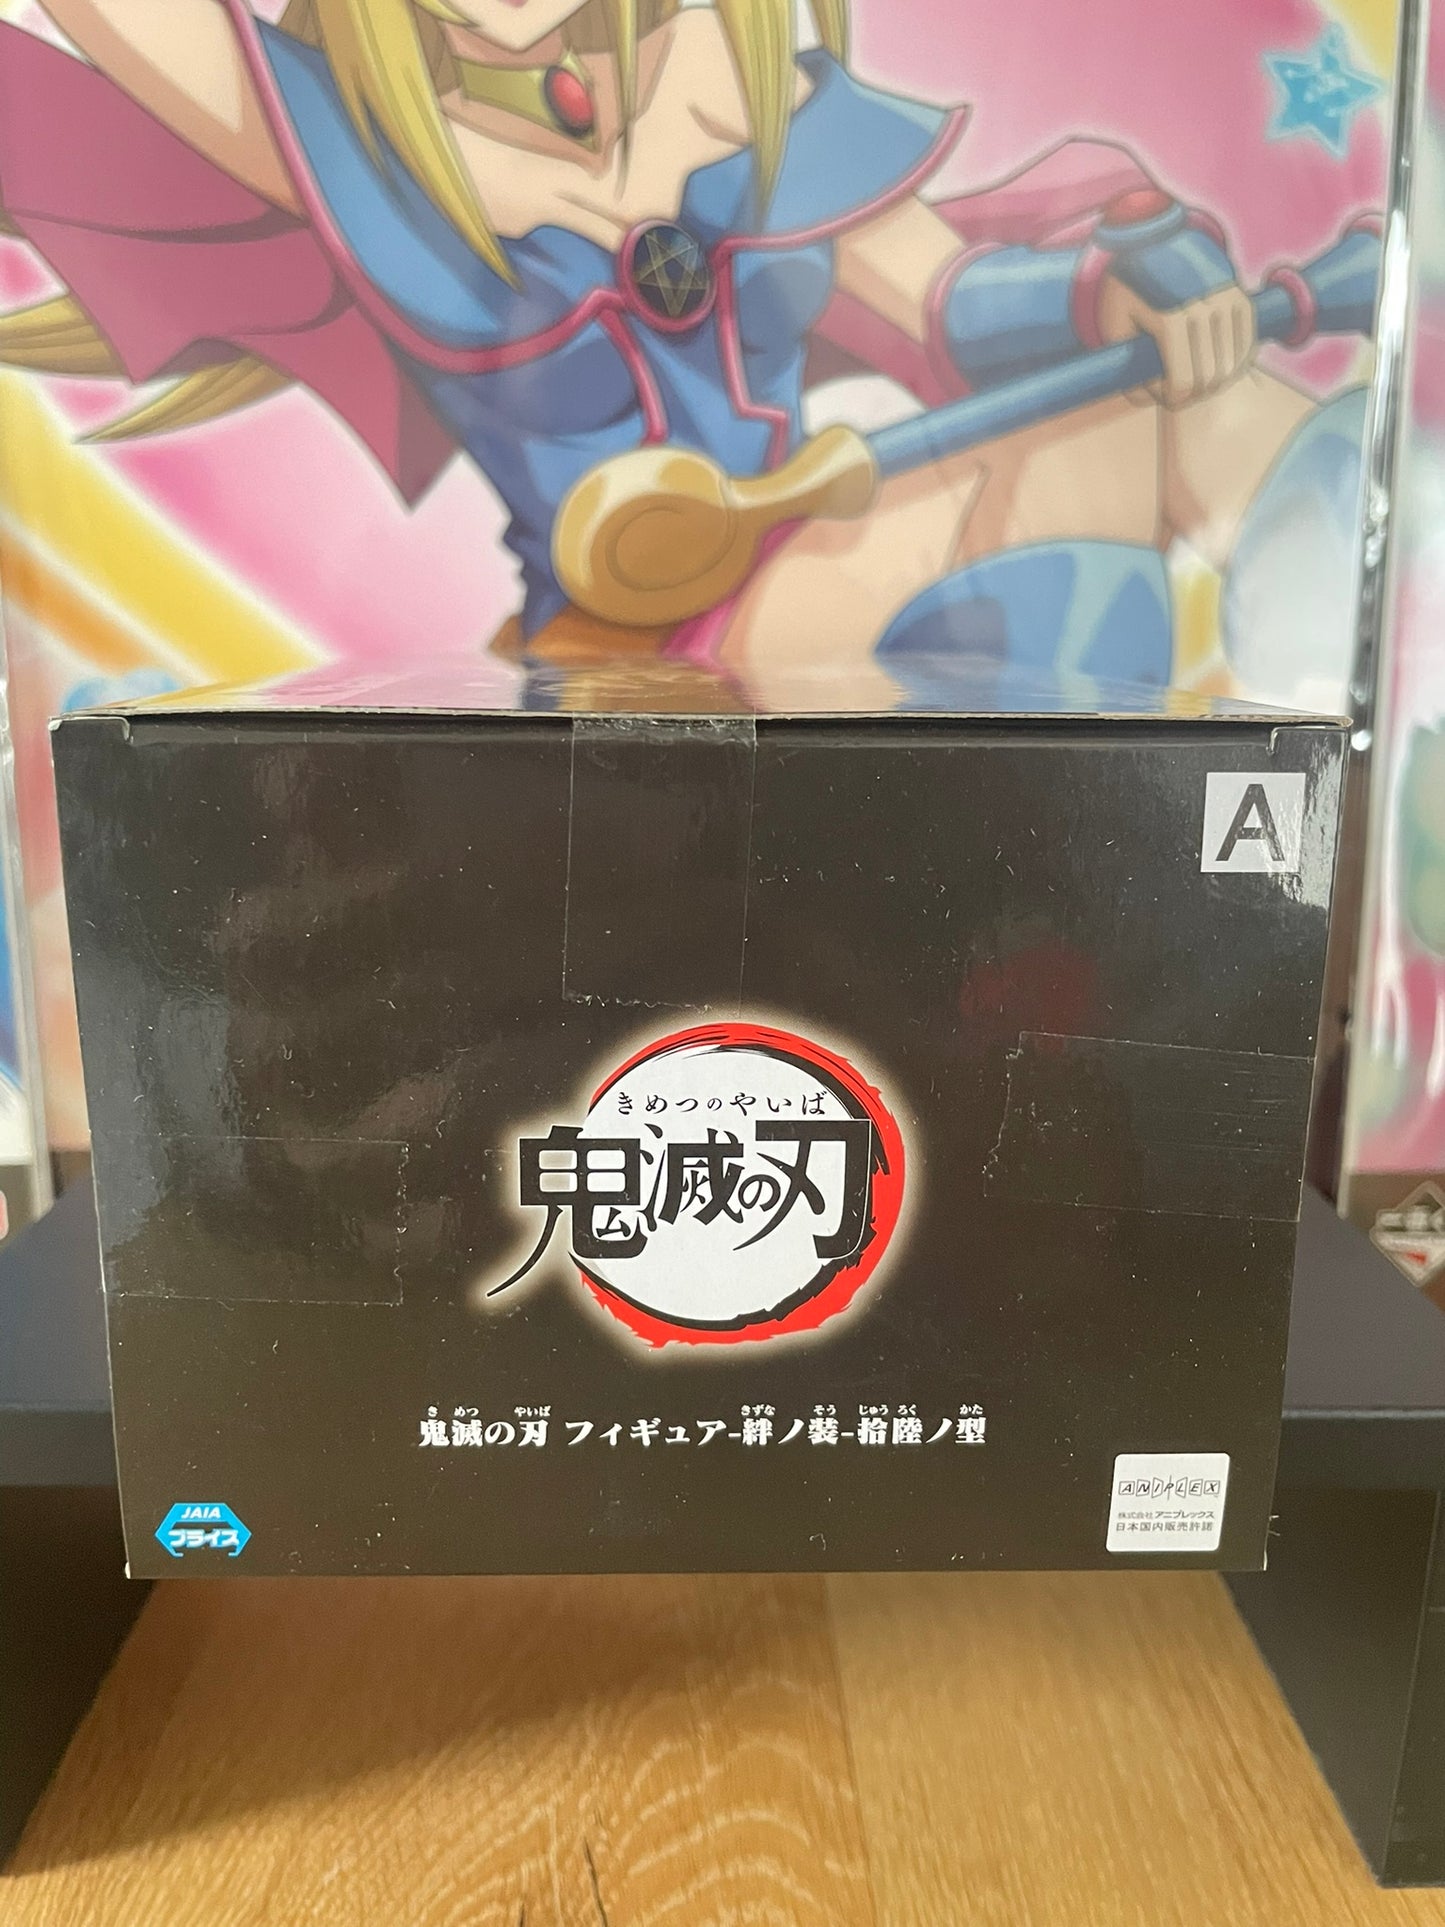 A
きめつのやいば
鬼滅の刃
き めつ やいば きずな そう じゅう ろく かた
鬼滅の刃 フィギュア-絆ノ装-拾陸ノ型
JAIA
プライズ
ANIPLEX
株式会社アニプレックス
日本国内販売許諾